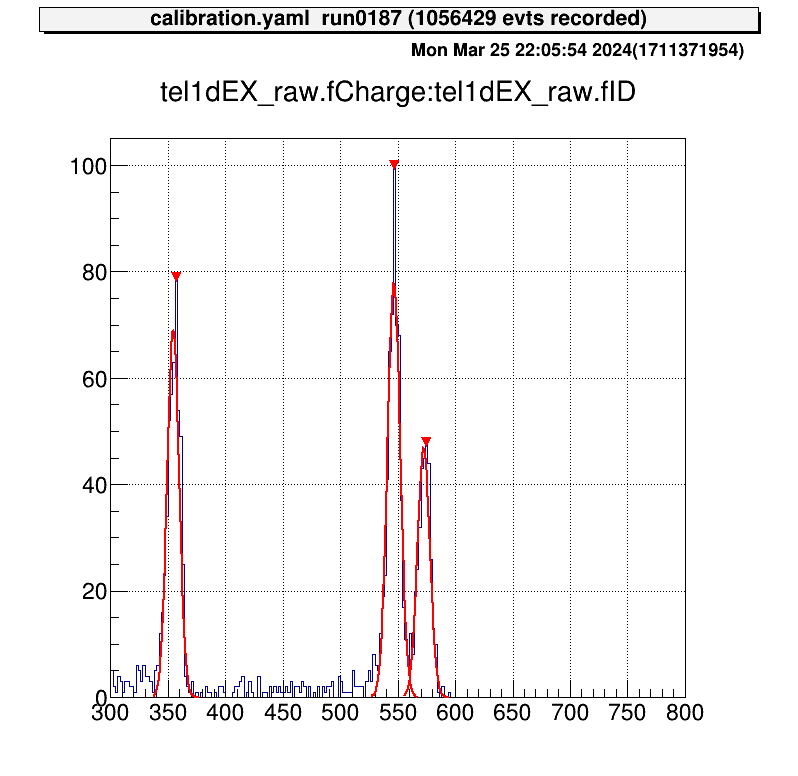 calibration.yaml  run0187 (1056429 evts recorded)
Mon Mar 25 22:05:54 2024(1711371954)
tel1dEX_raw.fCharge:tel1dEX_raw.fID
100
80
60
40
20
0
300 350 400 450 500 550 600 650 700 750 800